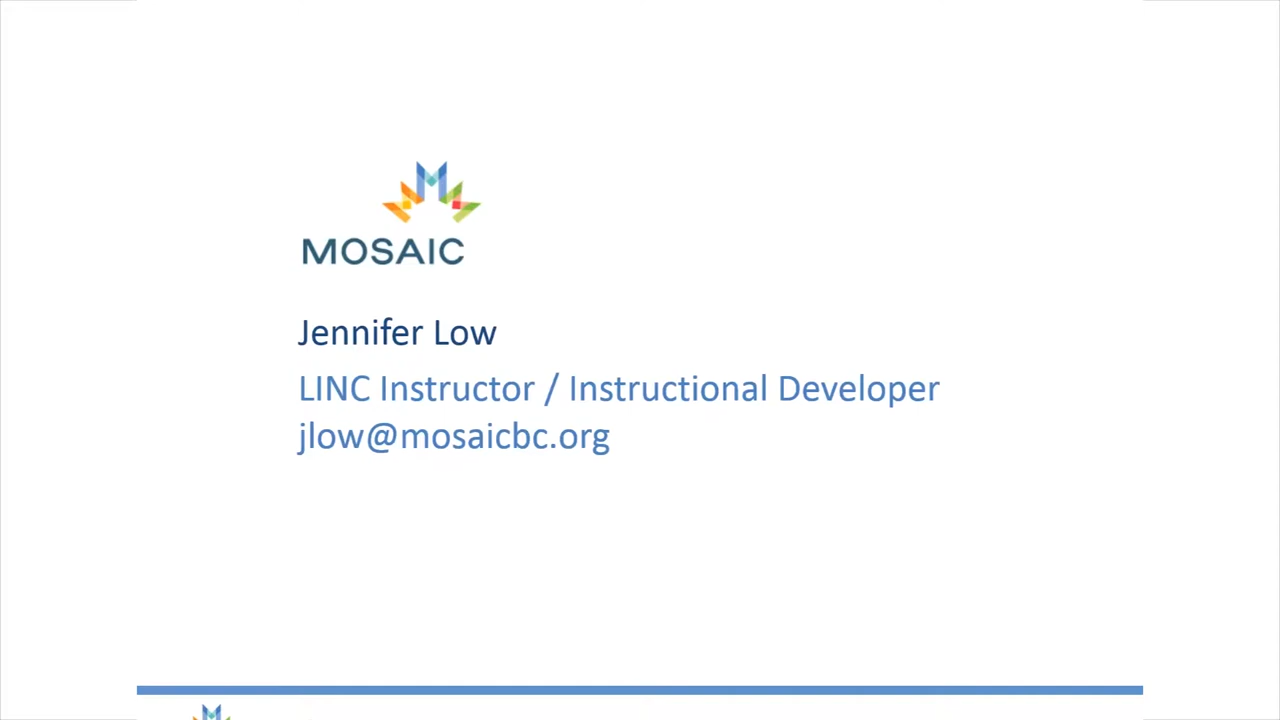 MOSAIC
Jennifer Low
LINC Instructor / Instructional Developer
jlow@mosaicbc.org